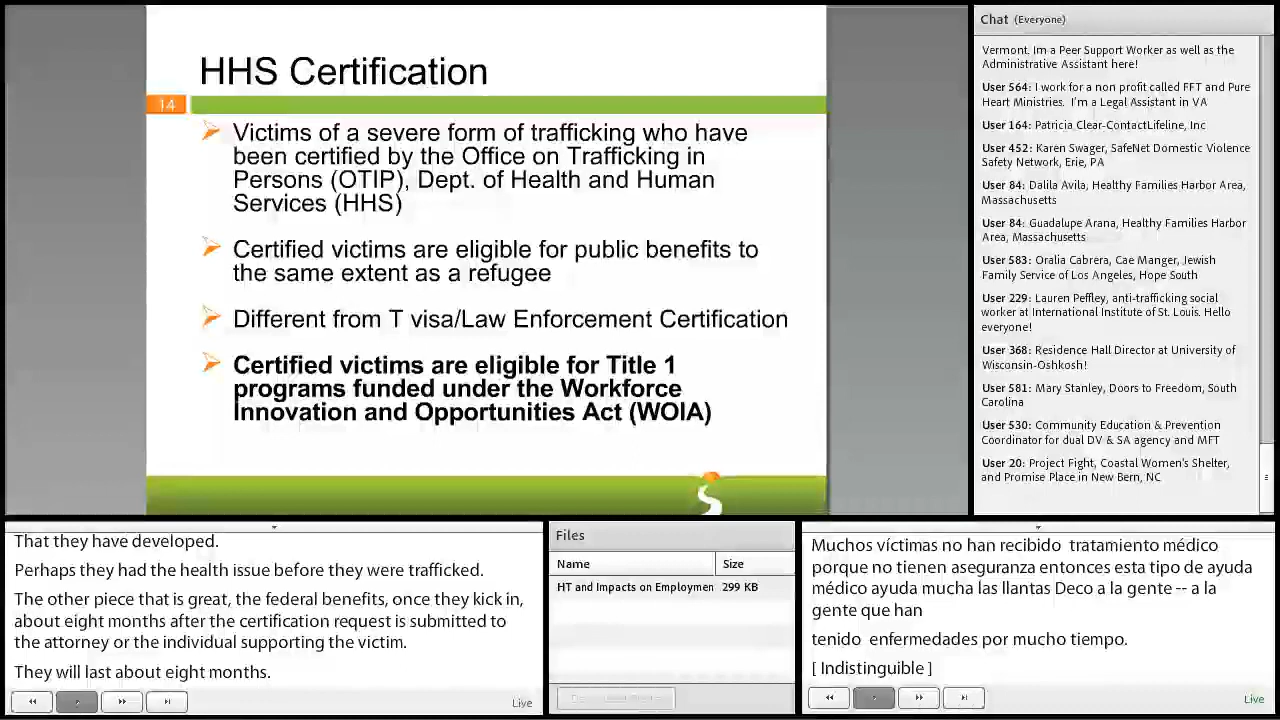 HHS Certification
14
Victims of a severe form of trafficking who have
been certified by the Office on Trafficking in
Persons (OTIP), Dept. of Health and Human
Services (HHS)
Certified victims are eligible for public benefits to
the same extent as a refugee
Different from T visa/Law Enforcement Certification
Certified victims are eligible for Title 1
programs funded under the Workforce
Innovation and Opportunities Act (WOIA)
Chat (Everyone)
Vermont. Im a Peer Support Worker as well as the
Administrative Assistant here!
User 564: I work for a non profit called FFT and Pure
Heart Ministries. I'm a Legal Assistant in VA
User 164: Patricia Clear-ContactLifeline, Inc
User 452: Karen Swager, SafeNet Domestic Violence
Safety Network, Erie, PA
User 84: Dalila Avila, Healthy Families Harbor Area,
Massachusetts
User 84: Guadalupe Arana, Healthy Families Harbor
Area, Massachusetts
User 583: Oralia Cabrera, Cae Manger, Jewish
Family Service of Los Angeles, Hope South
User 229: Lauren Peffley, anti-trafficking social
worker at International Institute of St. Louis. Hello
everyone!
User 368: Residence Hall Director at University of
Wisconsin-Oshkosh!
User 581: Mary Stanley, Doors to Freedom, South
Carolina
User 530: Community Education & Prevention
Coordinator for dual DV & SA agency and MFT
User 20: Project Fight, Coastal Women's Shelter,
and Promise Place in New Bern, NC
That they have developed.
Perhaps they had the health issue before they were trafficked.
The other piece that is great, the federal benefits, once they kick in,
about eight months after the certification request is submitted to
the attorney or the individual supporting the victim.
They will last about eight months.
Live
Files
Name Size
HT and Impacts on Employmen 299 KB
Muchos víctimas no han recibido tratamiento médico
porque no tienen aseguranza entonces esta tipo de ayuda
médico ayuda mucha las llantas Deco a la gente -- a la
gente que han
tenido enfermedades por mucho tiempo.
[ Indistinguible ]
Live